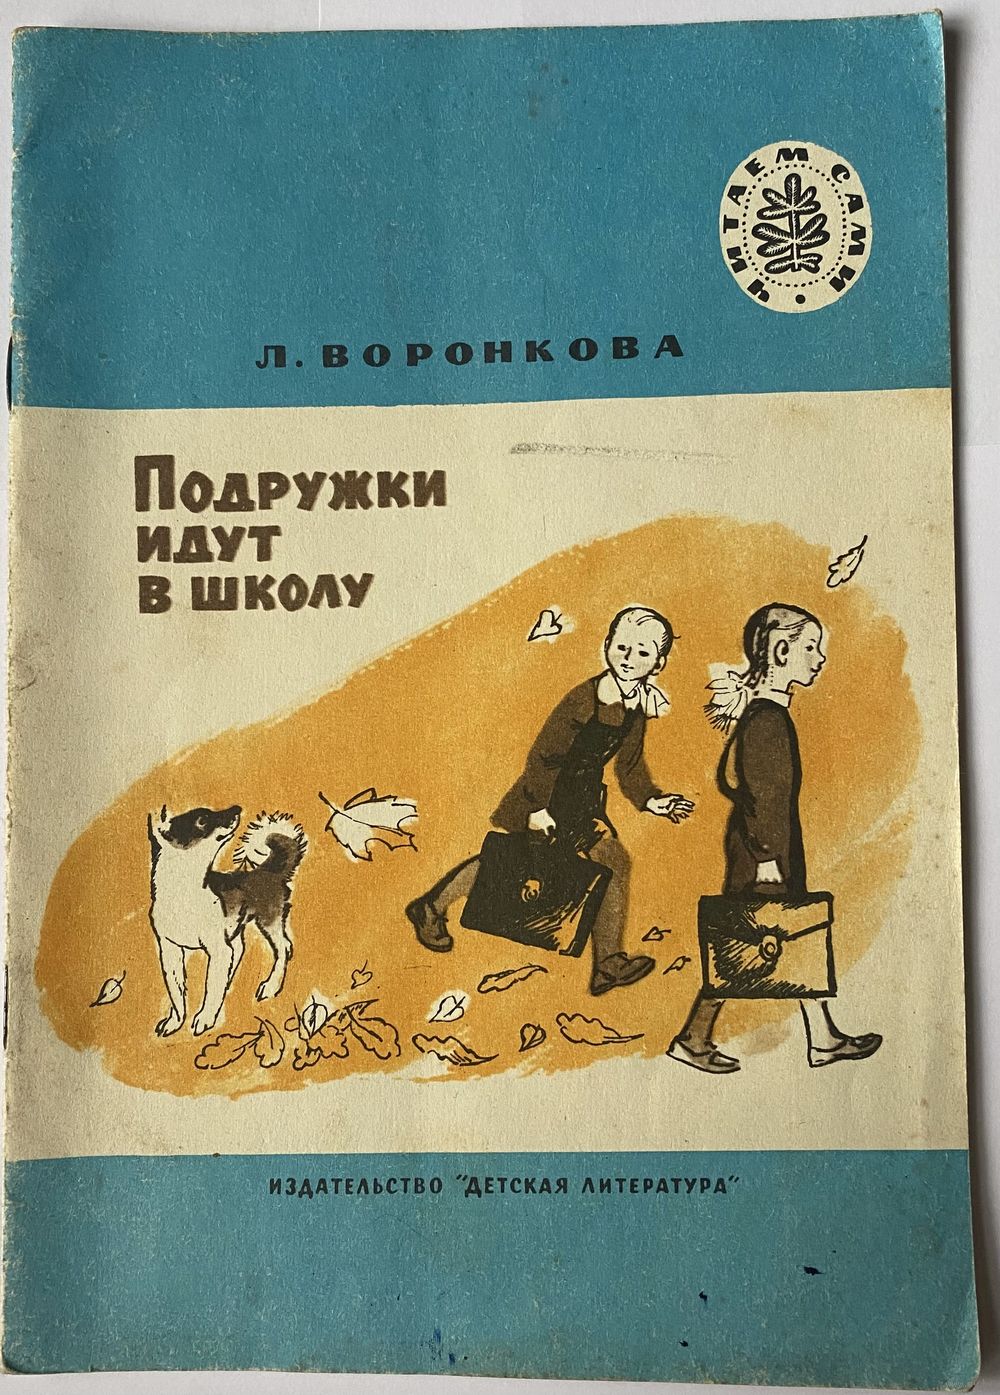 ЧИТАЕМ САМИ
Л. ВОРОНКОВА
Подружки
идут
в школу
ИЗДАТЕЛЬСТВО "ДЕТСКАЯ ЛИТЕРАТУРА"